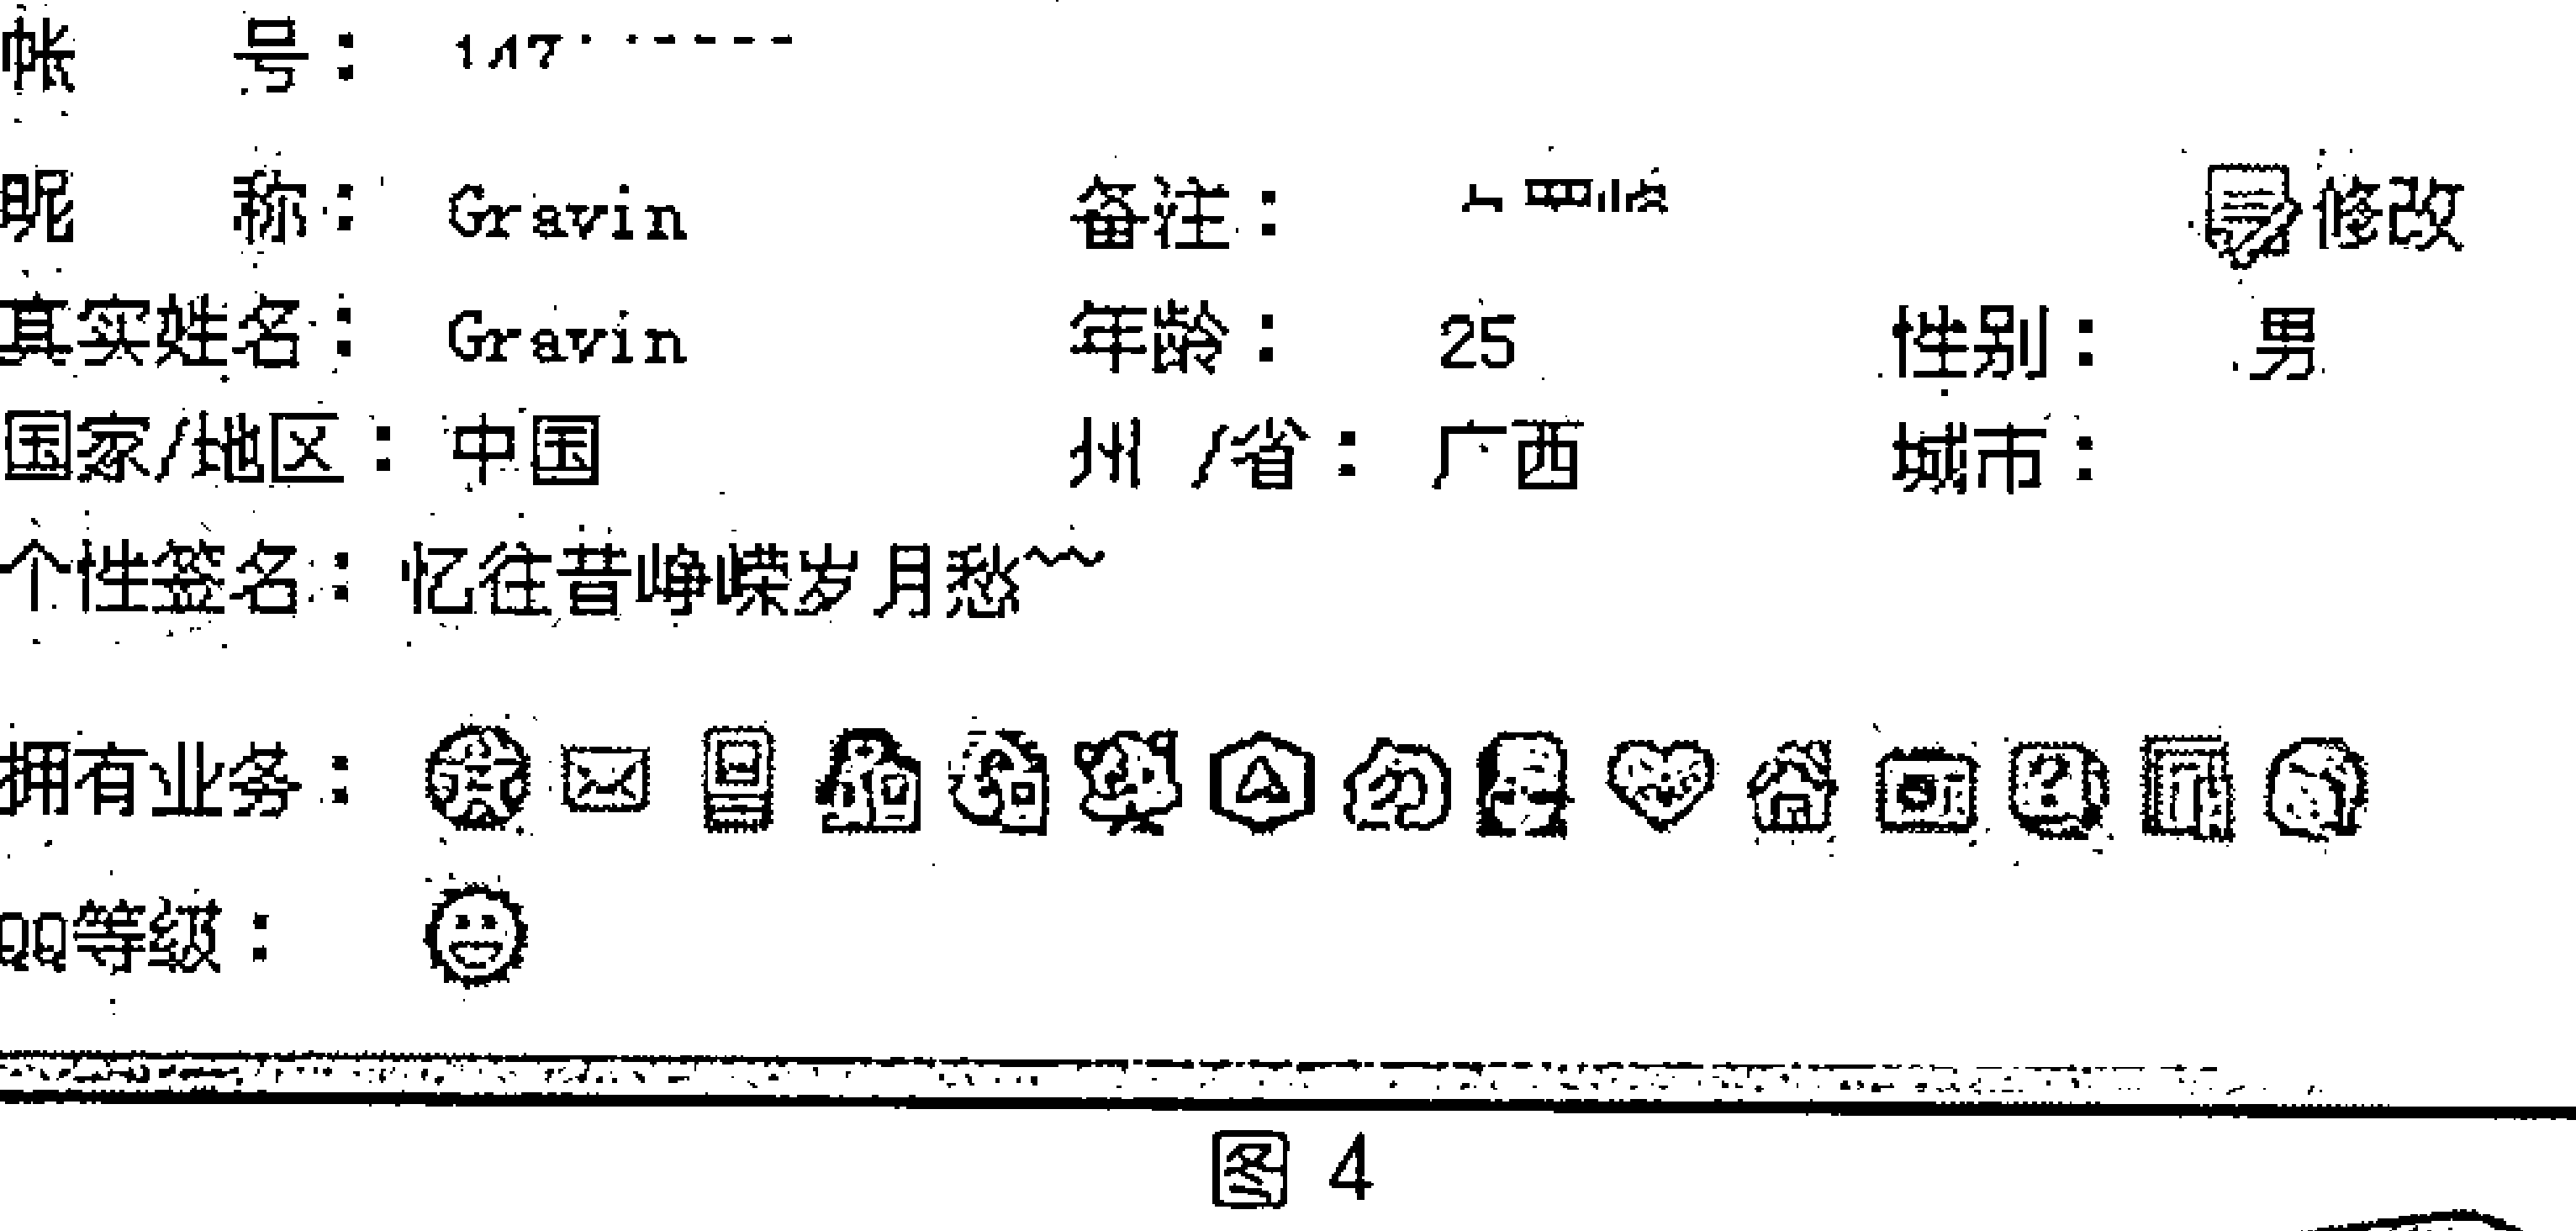 帐 号：
昵 称： Gravin 备注： 修改
真实姓名： Gravin 年龄： 25 性别： 男
国家/地区： 中国 州 /省： 广西 城市：
个性签名： 忆往昔峥嵘岁月愁~~
拥有业务：
QQ等级：
图 4